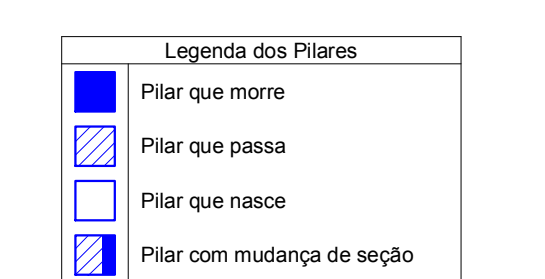 Legenda dos Pilares
Pilar que morre
Pilar que passa
Pilar que nasce
Pilar com mudança de seção